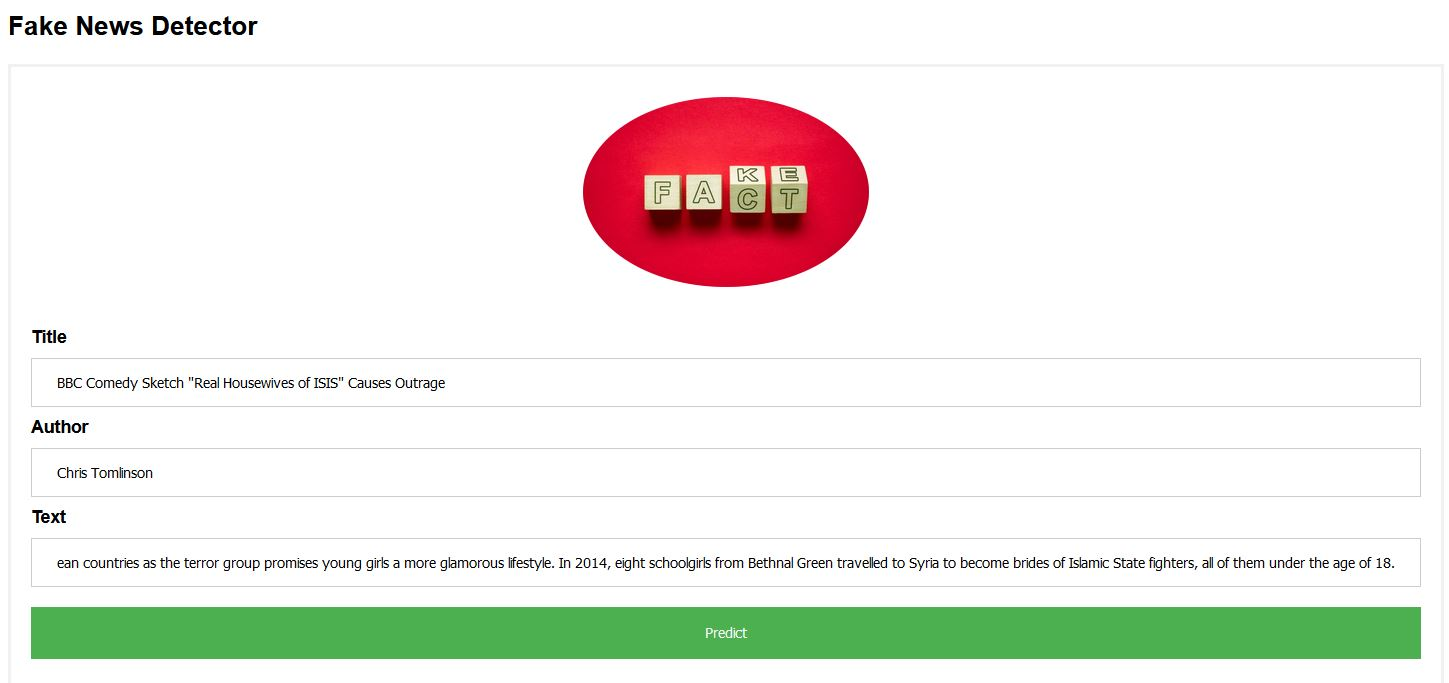 Fake News Detector
K E
F A C T
Title
BBC Comedy Sketch "Real Housewives of ISIS" Causes Outrage
Author
Chris Tomlinson
Text
ean countries as the terror group promises young girls a more glamorous lifestyle. In 2014, eight schoolgirls from Bethnal Green travelled to Syria to become brides of Islamic State fighters, all of them under the age of 18.
Predict